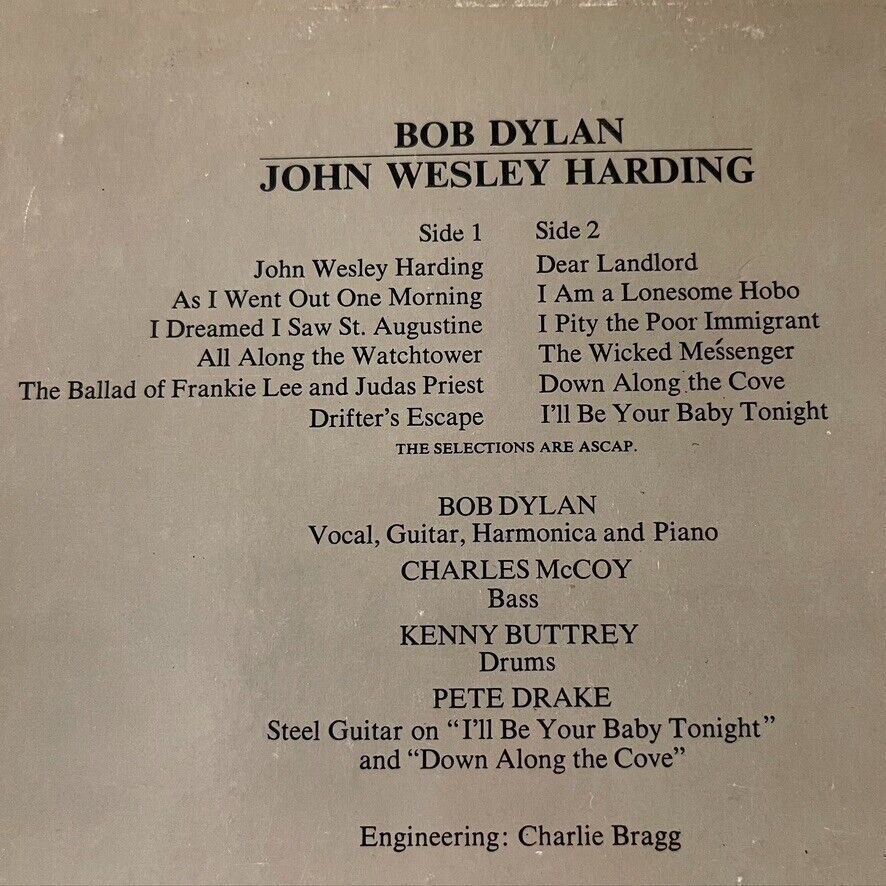 BOB DYLAN
JOHN WESLEY HARDING
Side 1
John Wesley Harding
As I Went Out One Morning
I Dreamed I Saw St. Augustine
All Along the Watchtower
The Ballad of Frankie Lee and Judas Priest
Drifter's Escape
Side 2
Dear Landlord
I Am a Lonesome Hobo
I Pity the Poor Immigrant
The Wicked Messenger
Down Along the Cove
I'll Be Your Baby Tonight
THE SELECTIONS ARE ASCAP.
BOB DYLAN
Vocal, Guitar, Harmonica and Piano
CHARLES McCOY
Bass
KENNY BUTTREY
Drums
PETE DRAKE
Steel Guitar on “I'll Be Your Baby Tonight”
and “Down Along the Cove”
Engineering: Charlie Bragg